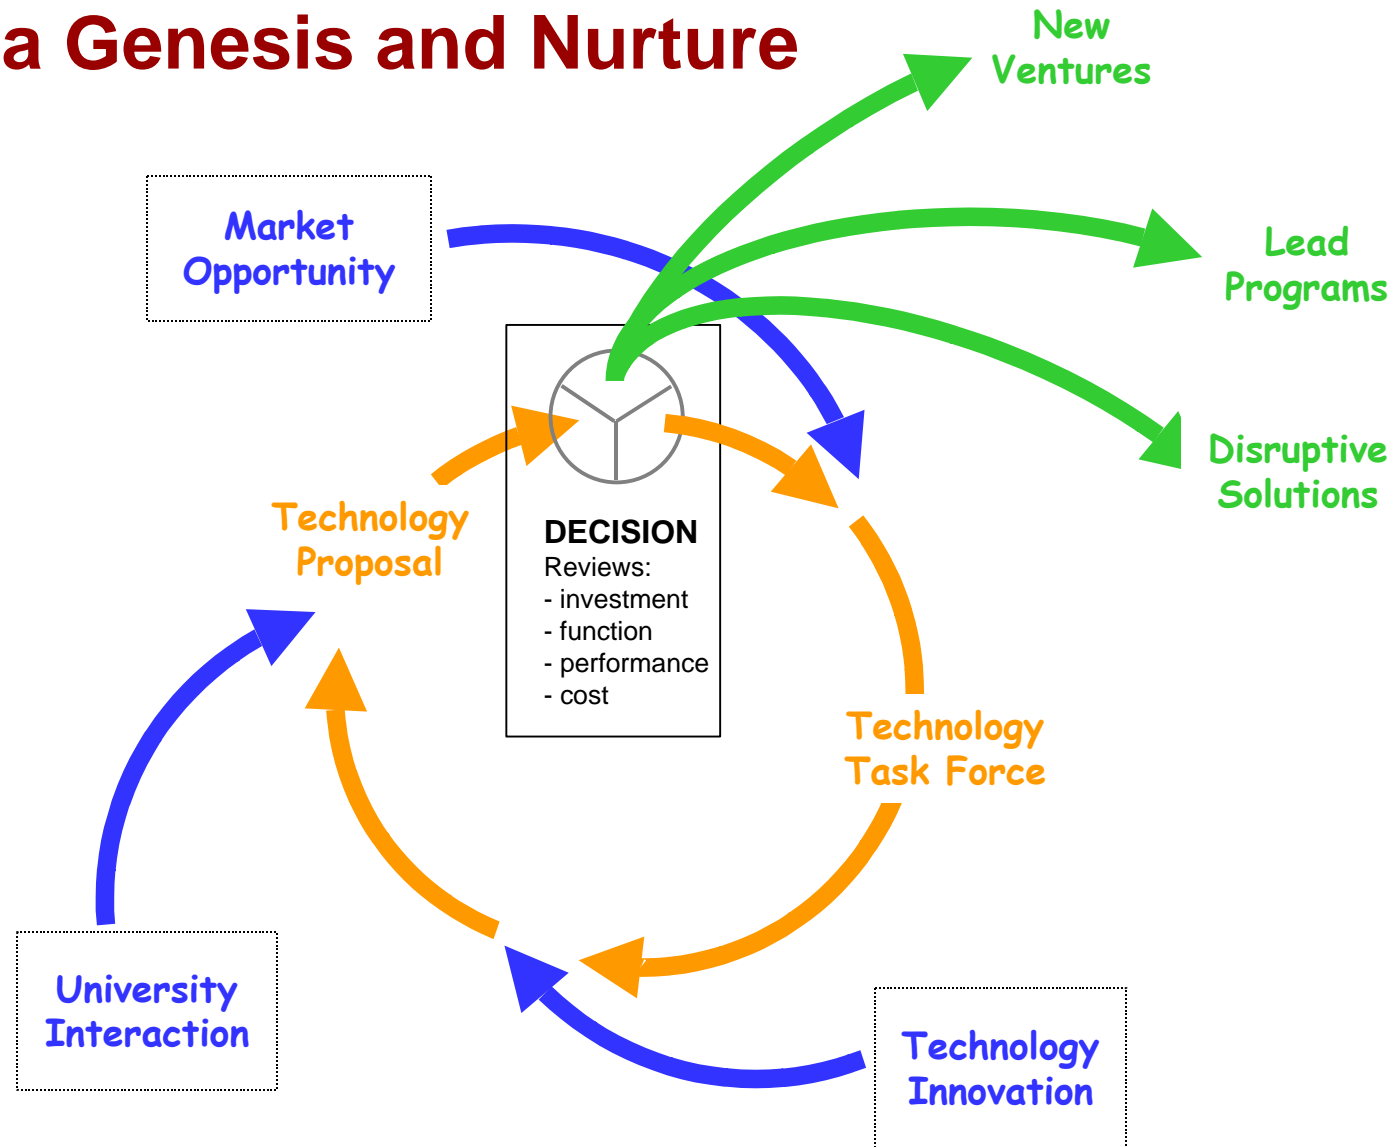 a Genesis and Nurture
New
Ventures
Market
Opportunity
Lead
Programs
Disruptive
Solutions
Technology
Proposal
DECISION
Reviews:
- investment
- function
- performance
- cost
Technology
Task Force
University
Interaction
Technology
Innovation